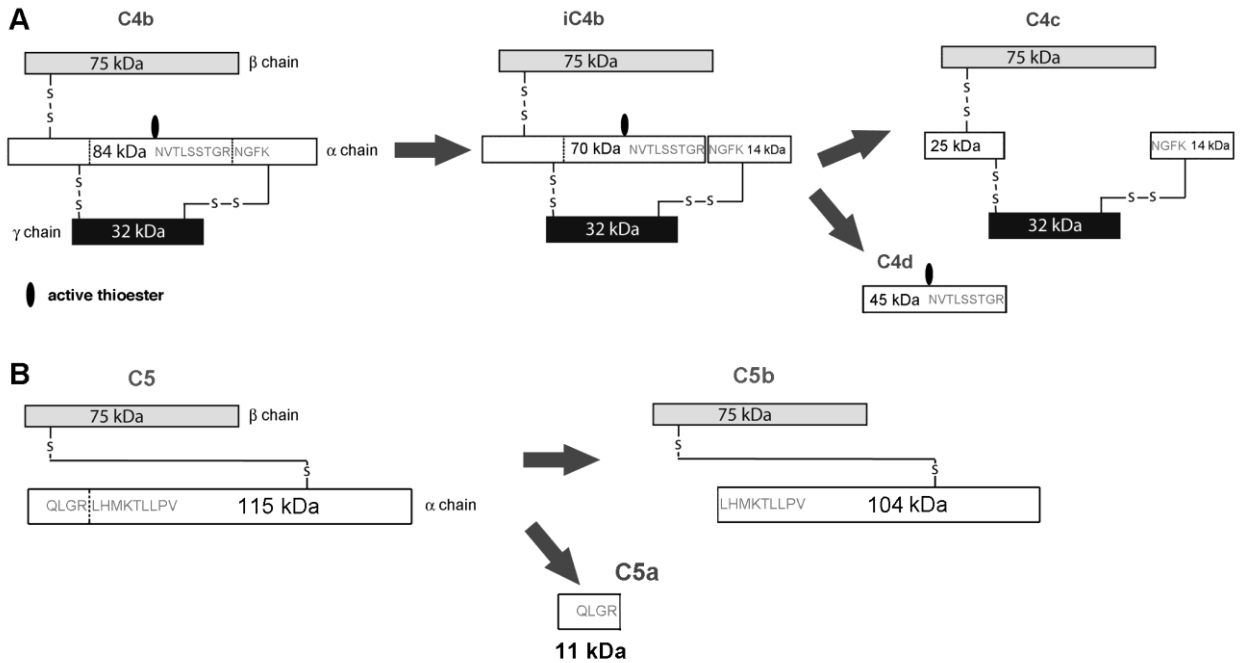 A
C4b
iC4b
C4c
75 kDa
β chain
75 kDa
75 kDa
S
S
S
S
S
S
84 kDa NVTLSSTGR NGFK
α chain
70 kDa NVTLSSTGR NGFK 14 kDa
25 kDa
NGFK 14 kDa
S
S
S–S
S
S
S–S
S
S
S–S
γ chain
32 kDa
32 kDa
32 kDa
C4d
active thioester
45 kDa NVTLSSTGR
B
C5
C5b
75 kDa
β chain
75 kDa
S
S
S
S
QLGR LHMKTLLPV 115 kDa
α chain
LHMKTLLPV 104 kDa
C5a
QLGR
11 kDa